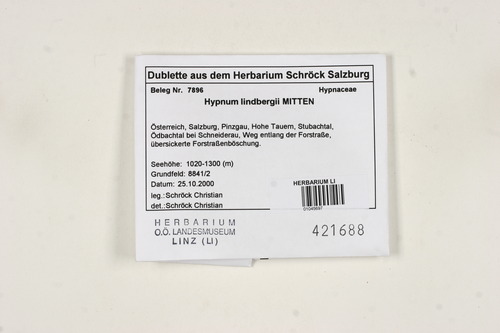 Dublette aus dem Herbarium Schröck Salzburg
Beleg Nr. 7896 Hypnaceae
Hypnum lindbergii MITTEN
Österreich, Salzburg, Pinzgau, Hohe Tauern, Stubachtal,
Ödbachtal bei Schneiderau, Weg entlang der Forstraße,
übersickerte Forstraßenböschung.
Seehöhe: 1020-1300 (m)
Grundfeld: 8841/2
Datum: 25.10.2000
leg.:Schröck Christian
det.:Schröck Christian
HERBARIUM LI
HERBARIUM
O.Ö. LANDESMUSEUM
LINZ (LI)
421688